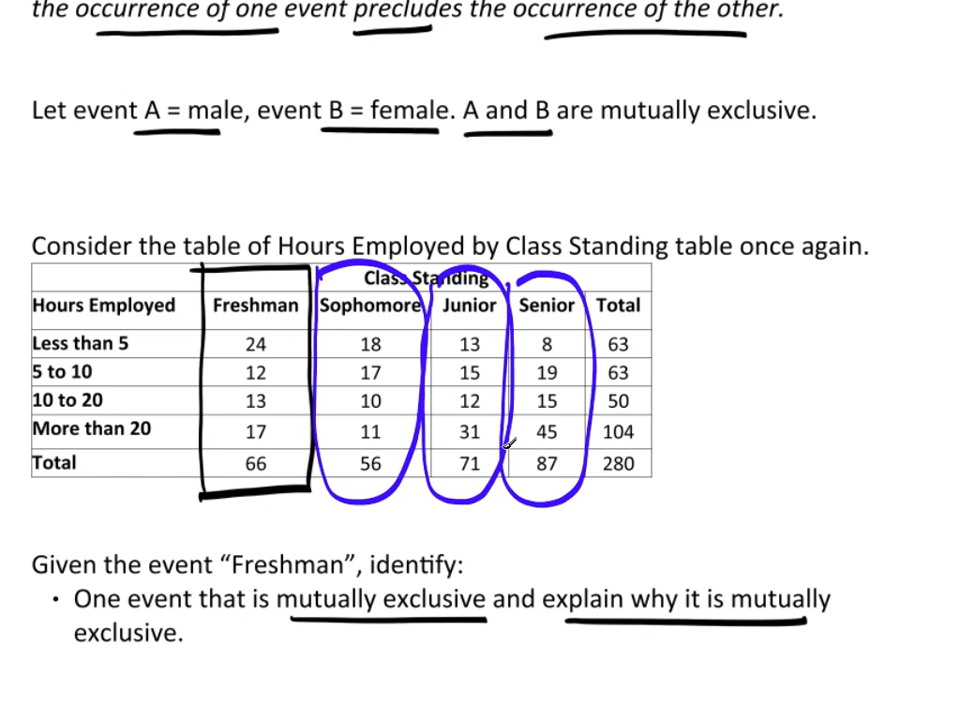 the occurrence of one event precludes the occurrence of the other.
Let event A = male, event B = female. A and B are mutually exclusive.
Consider the table of Hours Employed by Class Standing table once again.
Class Standing
Hours Employed Freshman Sophomore Junior Senior Total
Less than 5 24 18 13 8 63
5 to 10 12 17 15 19 63
10 to 20 13 10 12 15 50
More than 20 17 11 31 45 104
Total 66 56 71 87 280
Given the event “Freshman”, identify:
• One event that is mutually exclusive and explain why it is mutually
exclusive.